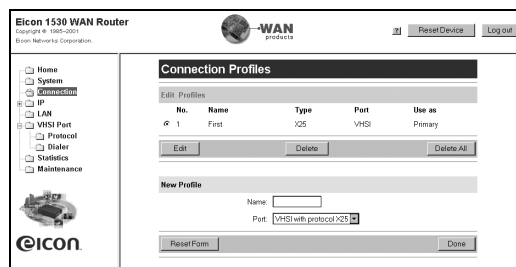 Eicon 1530 WAN Router
Copyright © 1985-2001
Eicon Networks Corporation.
WAN
products
?
Reset Device
Log out
Home
System
Connection
IP
LAN
VHSI Port
Protocol
Dialer
Statistics
Maintenance
eicon
Connection Profiles
Edit Profiles
No. Name Type Port Use as
1 First X25 VHSI Primary
Edit Delete Delete All
New Profile
Name:
Port: VHSI with protocol X25
Reset Form Done